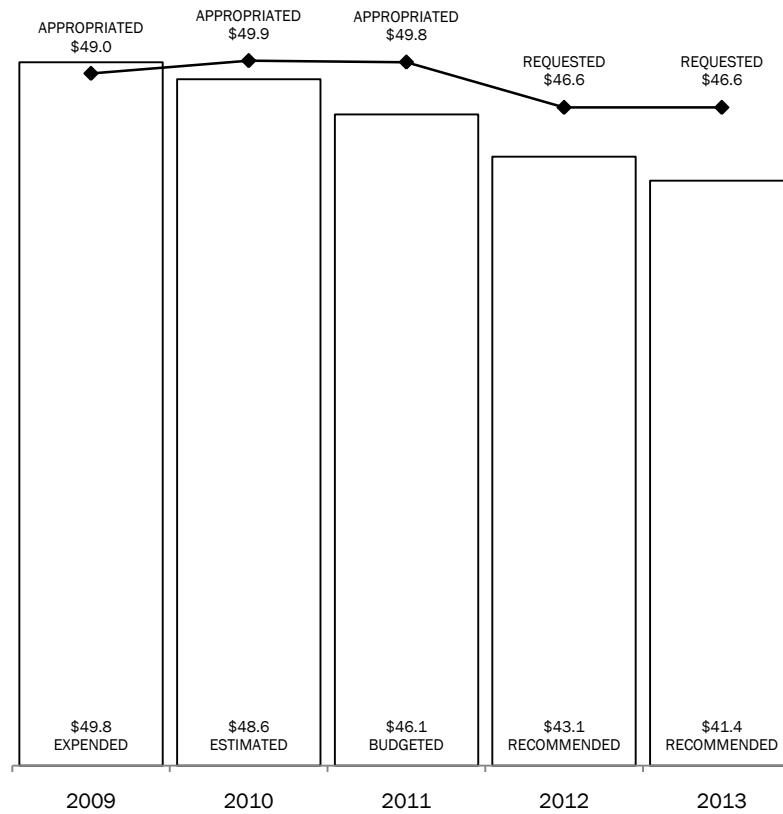 APPROPRIATED
$49.0
APPROPRIATED
$49.9
APPROPRIATED
$49.8
REQUESTED
$46.6
REQUESTED
$46.6
$49.8
EXPENDED
$48.6
ESTIMATED
$46.1
BUDGETED
$43.1
RECOMMENDED
$41.4
RECOMMENDED
2009
2010
2011
2012
2013